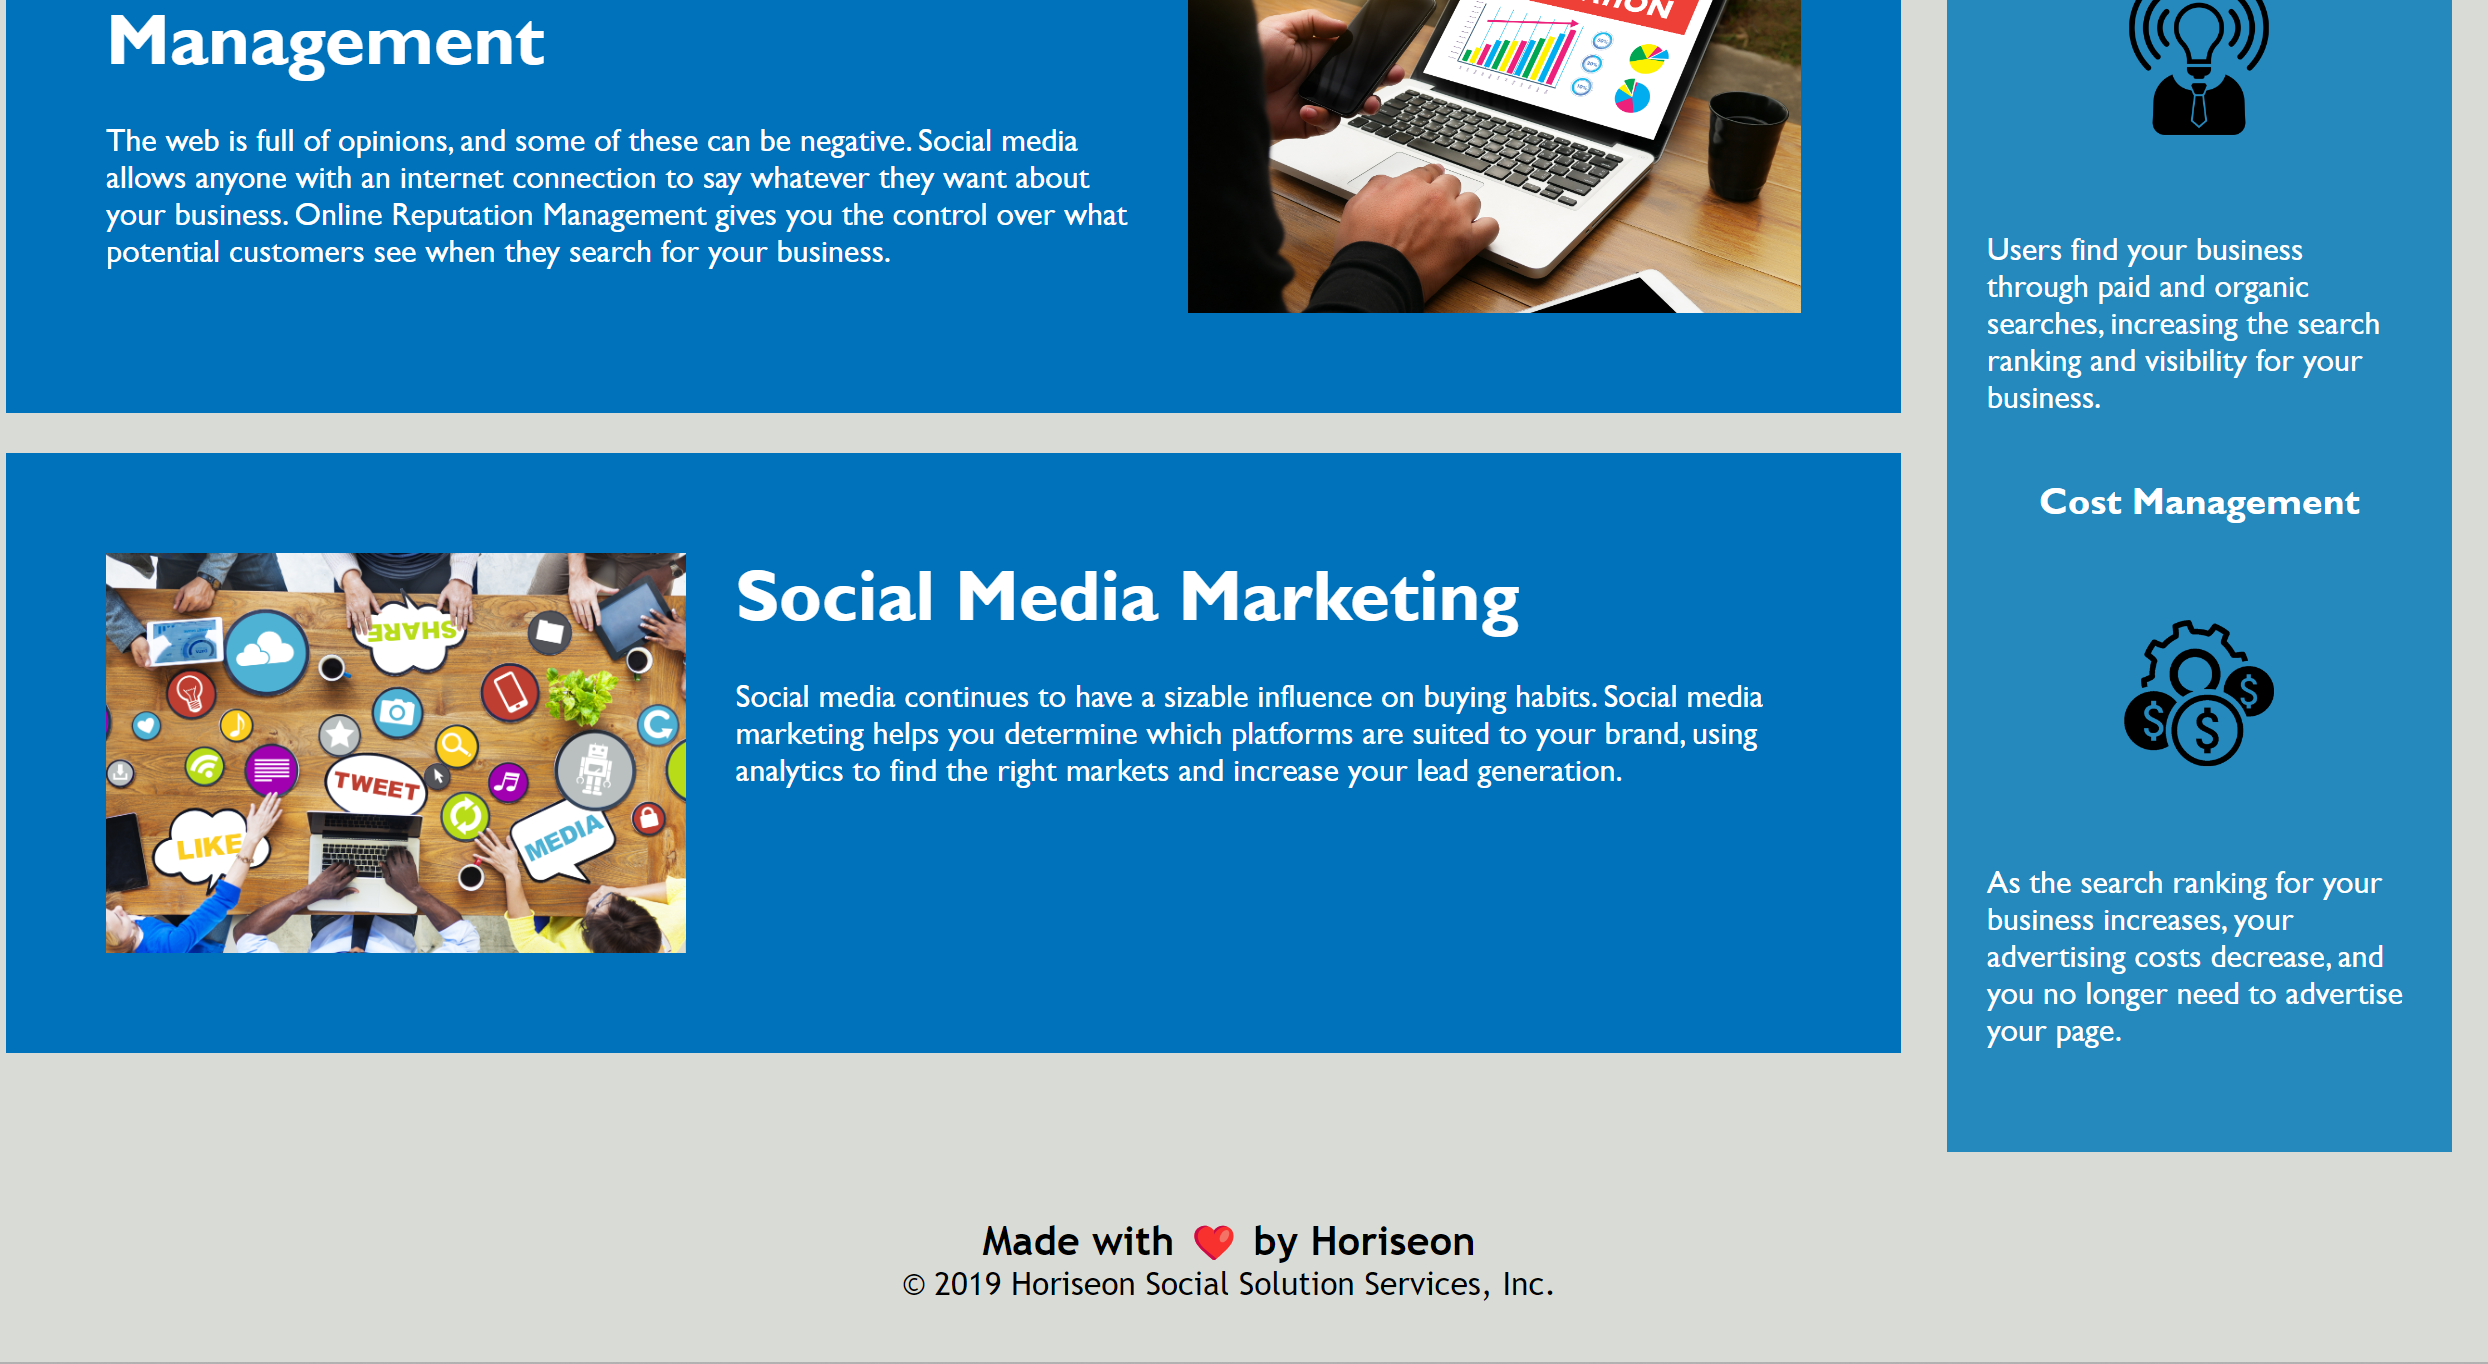 Management
The web is full of opinions, and some of these can be negative. Social media
allows anyone with an internet connection to say whatever they want about
your business. Online Reputation Management gives you the control over what
potential customers see when they search for your business.
Social Media Marketing
Social media continues to have a sizable influence on buying habits. Social media
marketing helps you determine which platforms are suited to your brand, using
analytics to find the right markets and increase your lead generation.
SHARE
TWEET
LIKE
MEDIA
Users find your business
through paid and organic
searches, increasing the search
ranking and visibility for your
business.
Cost Management
As the search ranking for your
business increases, your
advertising costs decrease, and
you no longer need to advertise
your page.
Made with ❤️ by Horiseon
© 2019 Horiseon Social Solution Services, Inc.